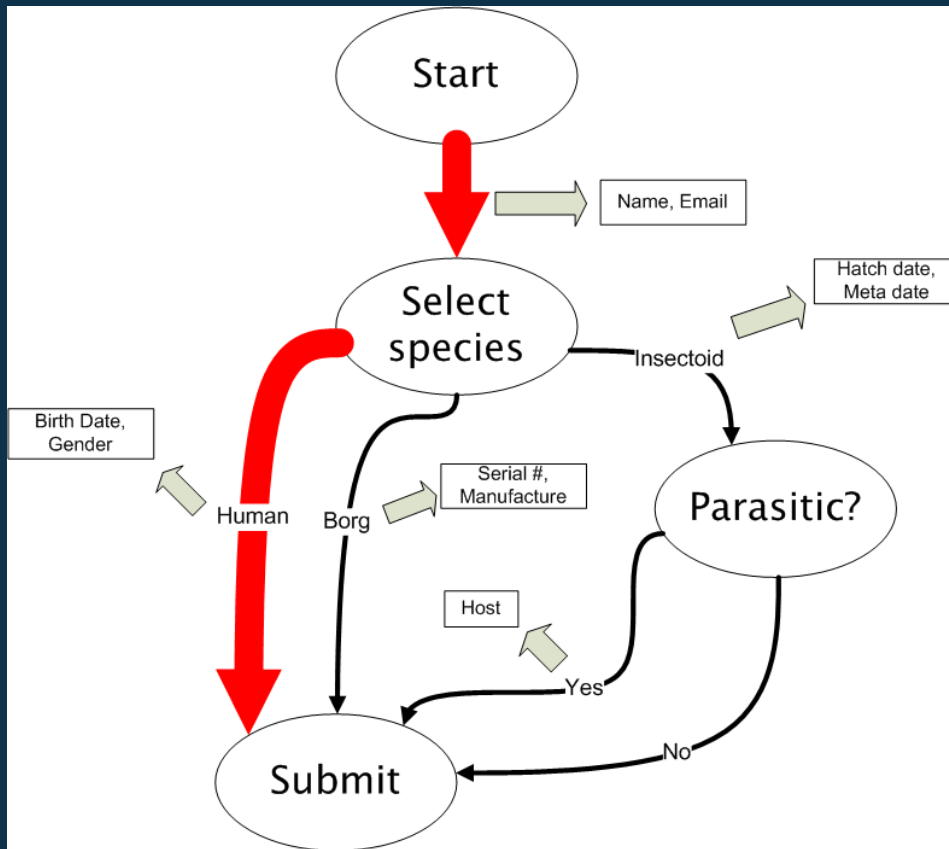 Start
Name, Email
Select
species
Hatch date,
Meta date
Insectoid
Birth Date,
Gender
Serial #,
Manufacture
Human
Borg
Parasitic?
Host
Yes
No
Submit